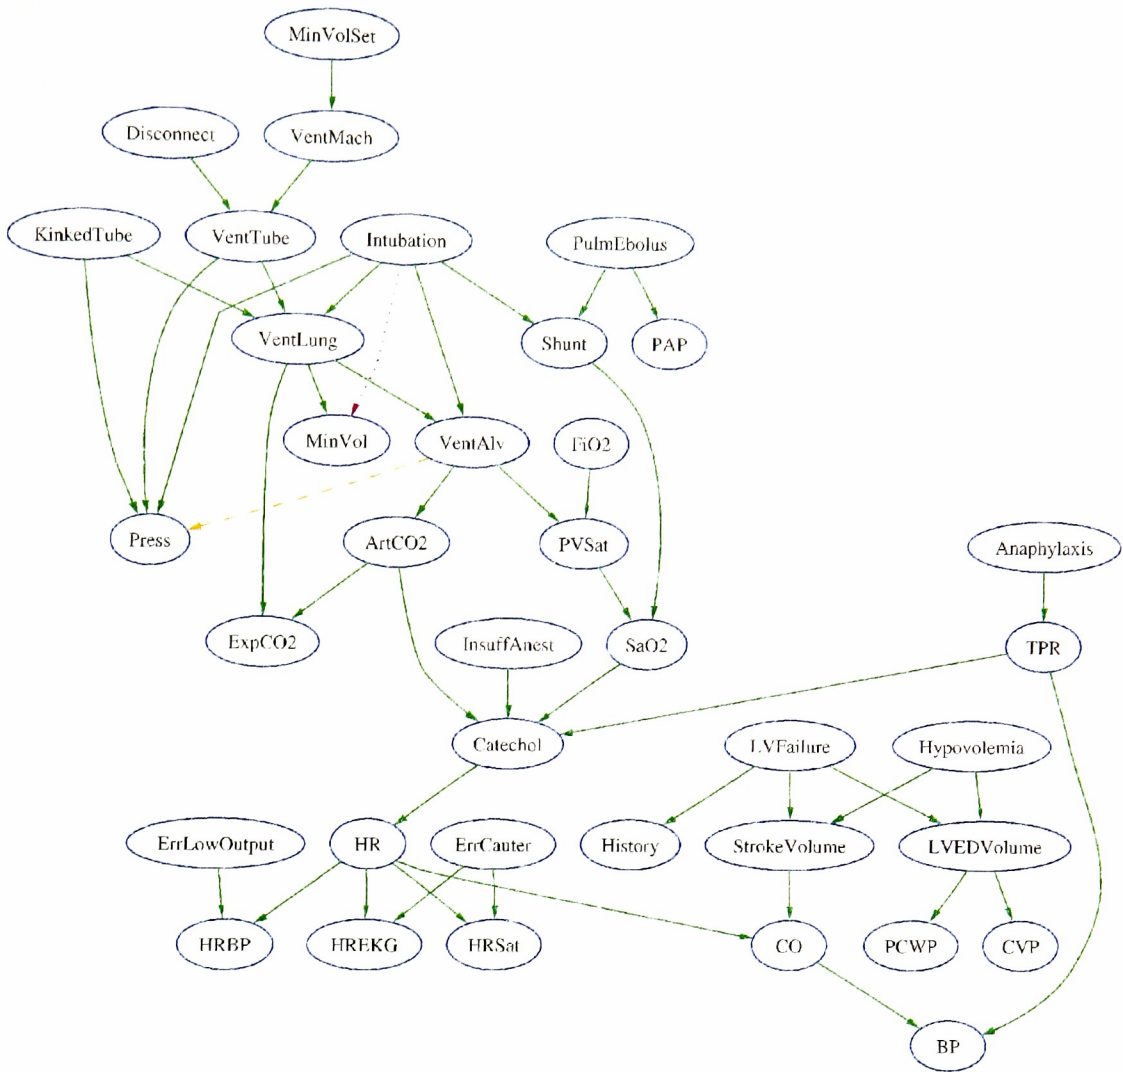 MinVolSet
Disconnect
VentMach
KinkedTube
VentTube
Intubation
PulmEbolus
VentLung
Shunt
PAP
MinVol
VentAlv
FiO2
Press
ArtCO2
PVSat
Anaphylaxis
ExpCO2
InsuffAnest
SaO2
TPR
Catechol
LVFailure
Hypovolemia
ErrLowOutput
HR
ErrCauter
History
StrokeVolume
LVEDVolume
HRBP
HREKG
HRSat
CO
PCWP
CVP
BP